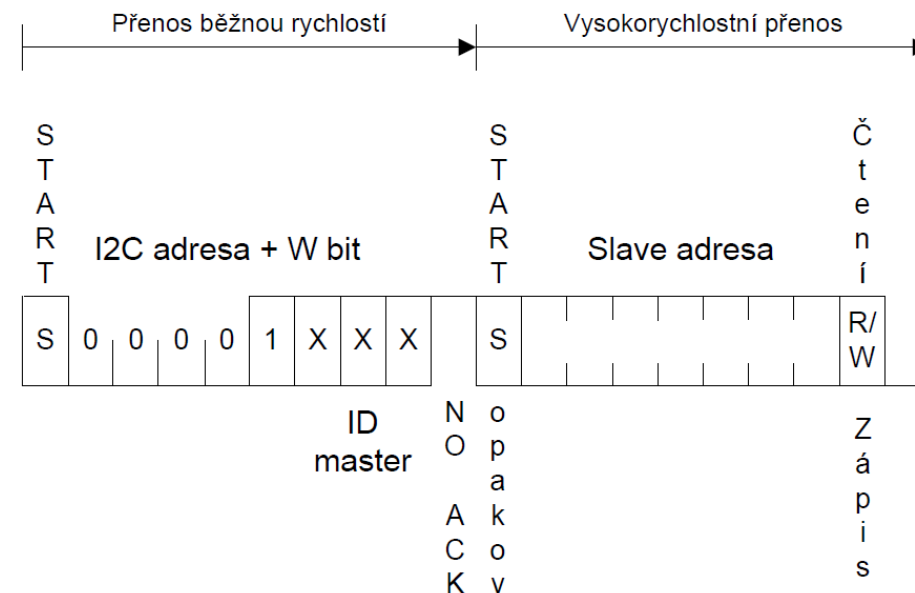 Přenos běžnou rychlostí
Vysokorychlostní přenos
START
START
Čtení
I2C adresa + W bit
Slave adresa
S 0 0 0 0 1 X X X S R/
W
ID
master
NO ACK
opakov
Zápis